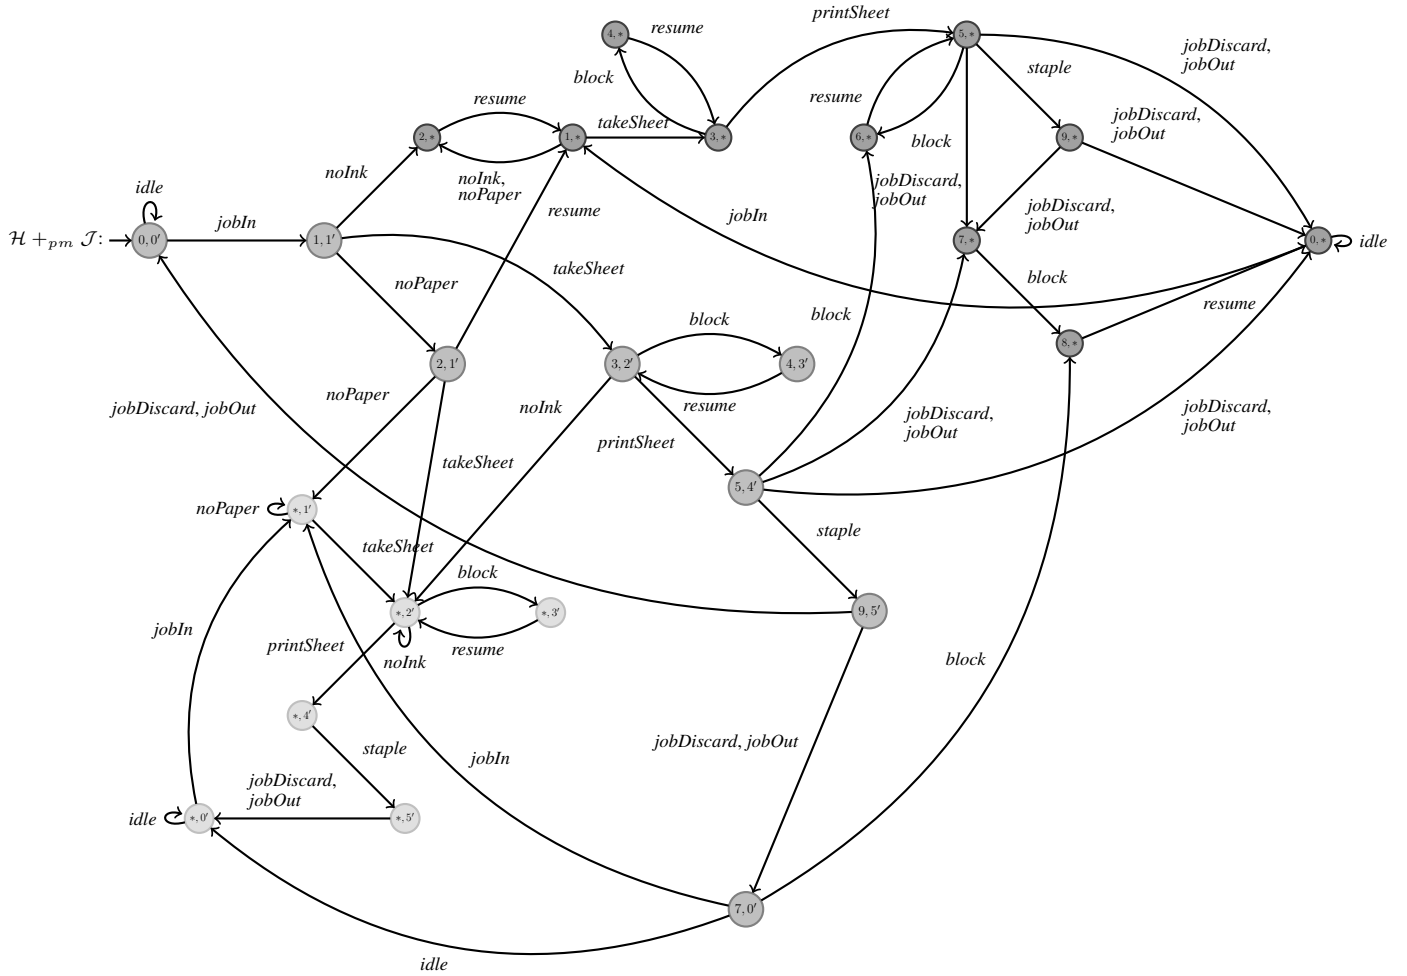 printSheet
4, *
resume
5, *
jobDiscard,
jobOut
block
staple
resume
resume
jobDiscard,
jobOut
takeSheet
2, *
1, *
3, *
6, *
9, *
block
noInk
noInk,
noPaper
jobDiscard,
jobOut
idle
resume
jobDiscard,
jobOut
jobIn
jobIn
ℋ +pm 𝒥:
0, 0′
1, 1′
7, *
0, *
idle
takeSheet
noPaper
block
resume
block
block
2, 1′
3, 2′
4, 3′
8, *
noPaper
resume
jobDiscard, jobOut
noInk
jobDiscard,
jobOut
jobDiscard,
jobOut
printSheet
takeSheet
5, 4′
noPaper
*, 1′
staple
takeSheet
block
*, 2′
*, 3′
9, 5′
jobIn
printSheet
resume
noInk
block
*, 4′
staple
jobDiscard, jobOut
jobIn
jobDiscard,
jobOut
idle
*, 0′
*, 5′
7, 0′
idle